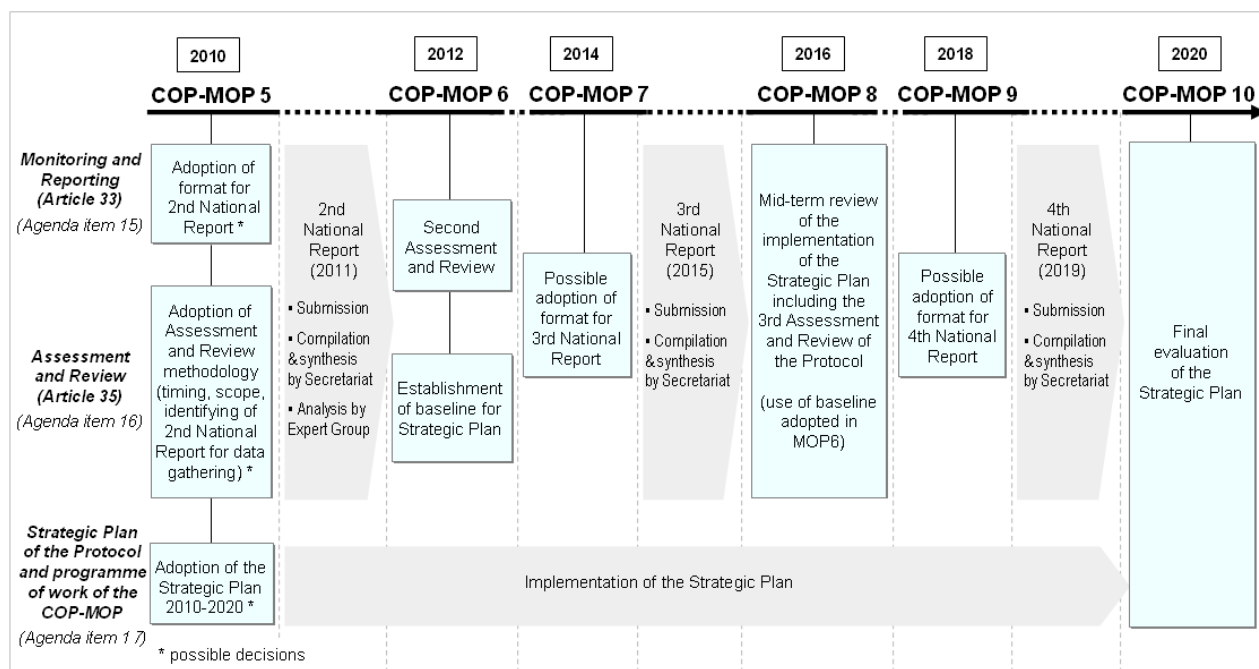 2010
2012
2014
2016
2018
2020
COP-MOP 5
COP-MOP 6
COP-MOP 7
COP-MOP 8
COP-MOP 9
COP-MOP 10
Monitoring and
Reporting
(Article 33)
(Agenda item 15)
Adoption of
format for
2nd National
Report *
2nd
National
Report
(2011)
▪ Submission
▪ Compilation
& synthesis
by Secretariat
▪ Analysis by
Expert Group
Second
Assessment
and Review
Establishment
of baseline for
Strategic Plan
Possible
adoption of
format for
3rd National
Report
3rd
National
Report
(2015)
▪ Submission
▪ Compilation
& synthesis
by Secretariat
Mid-term review
of the
implementation
of the
Strategic Plan
including the
3rd Assessment
and Review
of the Protocol
(use of baseline
adopted in
MOP6)
Possible
adoption of
format for
4th National
Report
4th
National
Report
(2019)
▪ Submission
▪ Compilation
& synthesis
by Secretariat
Final
evaluation
of the
Strategic Plan
Assessment
and Review
(Article 35)
(Agenda item 16)
Adoption of
Assessment
and Review
methodology
(timing, scope,
identifying of
2nd National
Report for data
gathering) *
Strategic Plan
of the Protocol
and programme
of work of the
COP-MOP
(Agenda item 1 7)
Adoption of the
Strategic Plan
2010-2020 *
Implementation of the Strategic Plan
* possible decisions